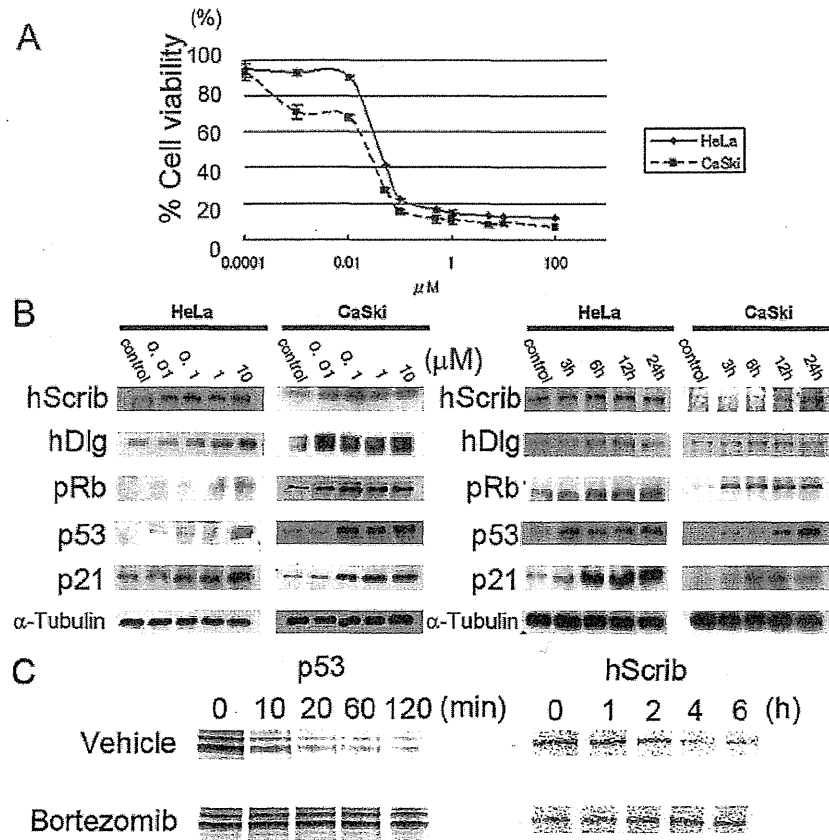 A
(%)
% Cell viability
100
80
60
40
20
0
0.0001
0.01
1
100
μM
HeLa
CaSki
B
HeLa
CaSki
HeLa
CaSki
control
0.01
0.1
1
10
control
0.01
0.1
1
10
(μM)
control
3h
6h
12h
24h
control
3h
12h
24h
hScrib
hDlg
pRb
p53
p21
α-Tubulin
hScrib
hDlg
pRb
p53
p21
α-Tubulin
C
p53
hScrib
0 10 20 60 120 (min)
0 1 2 4 6 (h)
Vehicle
Bortezomib